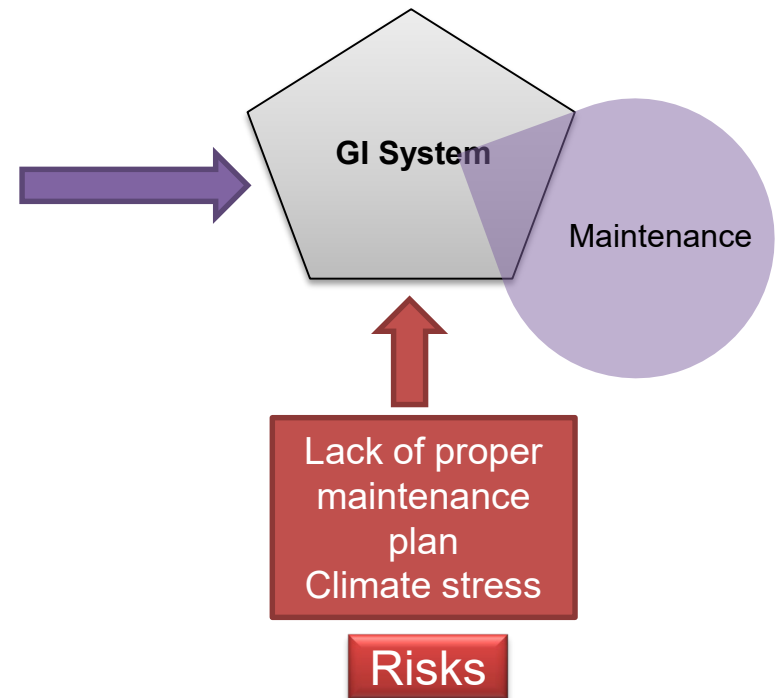 GI System
Maintenance
Lack of proper
maintenance
plan
Climate stress
Risks